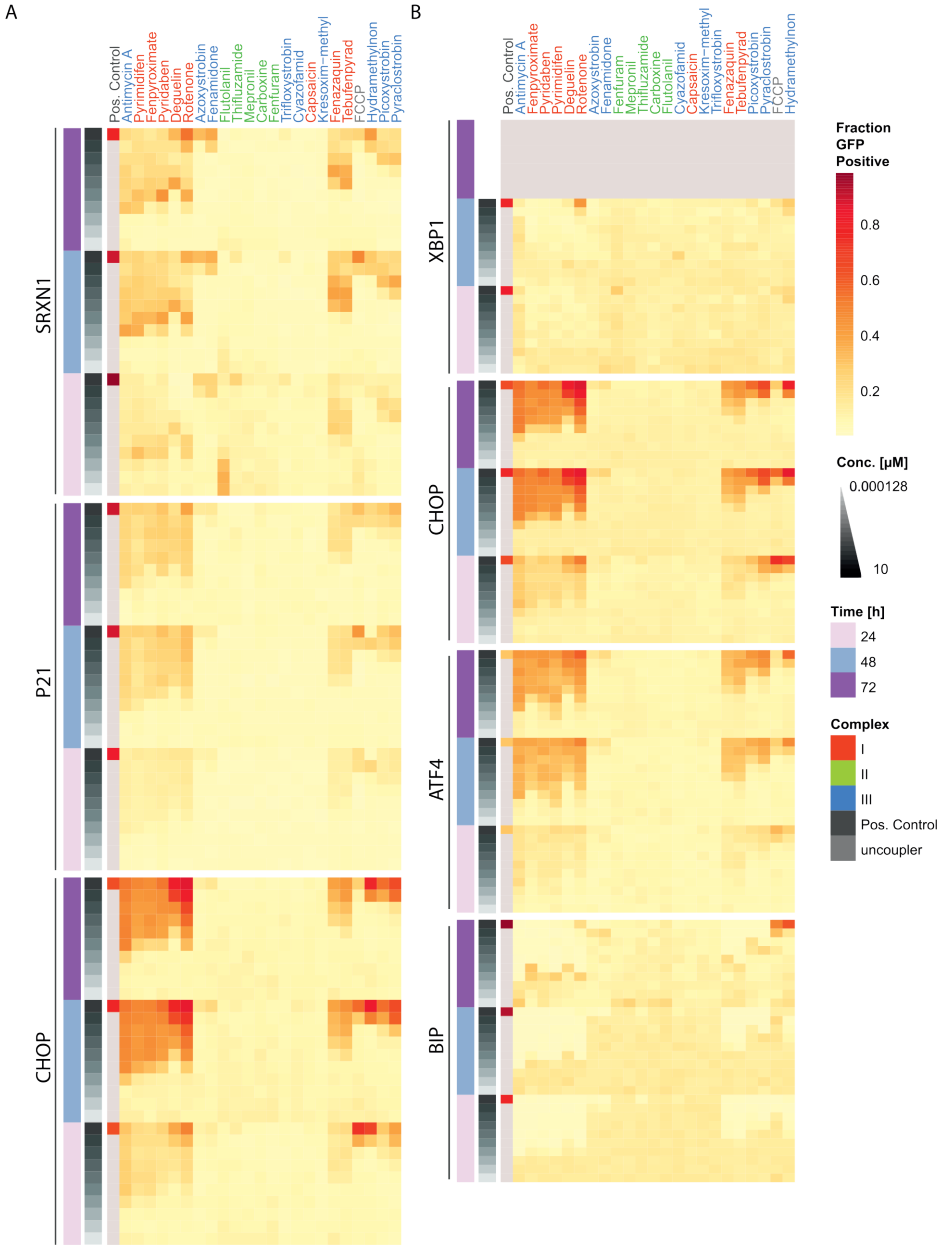 A
Pos. Control
Antimycin A
Pyrimidifen
Fenpyroximate
Pyridaben
Deguelin
Rotenone
Azoxystrobin
Fenamidone
Flutolanil
Thifluzamide
Mepronil
Carboxine
Fenfuram
Trifloxystrobin
Cyazofamid
Capsaicin
Kresoxim−methyl
Fenazaquin
Tebufenpyrad
FCCP
Hydramethylnon
Picoxystrobin
Pyraclostrobin
SRXN1
P21
CHOP
B
Pos. Control
Antimycin A
Fenpyroximate
Pyridaben
Pyrimidifen
Deguelin
Rotenone
Azoxystrobin
Fenamidone
Fenfuram
Mepronil
Thifluzamide
Carboxine
Flutolanil
Cyazofamid
Capsaicin
Kresoxim−methyl
Trifloxystrobin
Fenazaquin
Tebufenpyrad
Picoxystrobin
Pyraclostrobin
FCCP
Hydramethylnon
XBP1
CHOP
ATF4
BIP
Fraction
GFP
Positive
0.8
0.6
0.4
0.2
Conc. [µM]
0.000128
10
Time [h]
24
48
72
Complex
I
II
III
Pos. Control
uncoupler